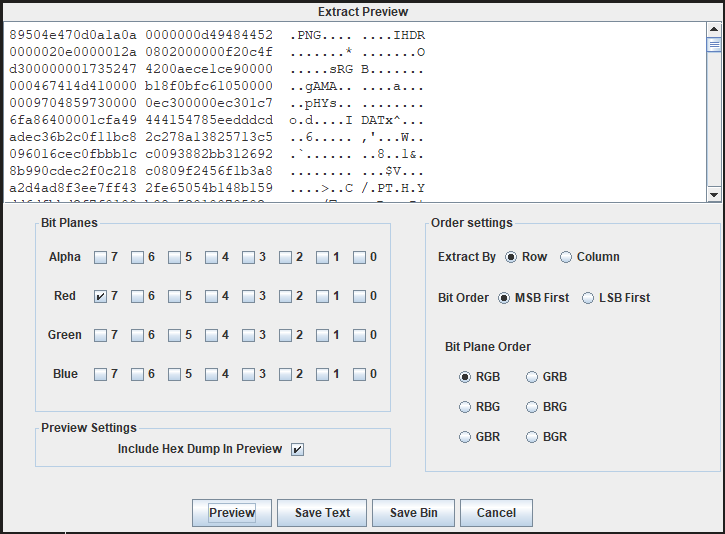 Extract Preview
89504e470d0a1a0a 0000000d49484452 .PNG.... ....IHDR
0000020e0000012a 0802000000f20c4f .......* .......O
d300000001735247 4200aece1ce90000 .....sRG B.......
000467414d410000 b18f0bfc61050000 ..gAMA.. ....a...
0009704859730000 0ec300000ec301c7 ..pHYs.. ........
6fa86400001cfa49 444154785eedddcd o.d....I DATx^...
adec36b2c0f11bc8 2c278a13825713c5 ..6..... ,'...W..
096016cec0fbbb1c c0093882bb312692 .`...... ..8..1&.
8b990cdec2f0c218 c0809f2456f1b3a8 ........ ...$V...
a2d4ad8f3ee7ff43 2fe65054b148b159 ....>..C /.PT.H.Y
Bit Planes
Alpha 7 6 5 4 3 2 1 0
Red 7 6 5 4 3 2 1 0
Green 7 6 5 4 3 2 1 0
Blue 7 6 5 4 3 2 1 0
Preview Settings
Include Hex Dump In Preview
Order settings
Extract By Row Column
Bit Order MSB First LSB First
Bit Plane Order
RGB GRB
RBG BRG
GBR BGR
Preview Save Text Save Bin Cancel